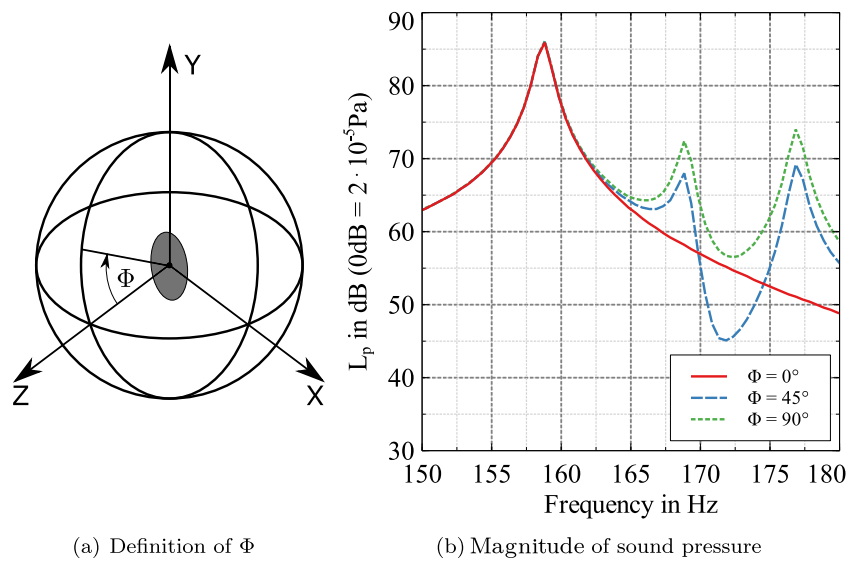 Y
Φ
Z
X
L_p in dB (0dB = 2 · 10^-5Pa)
90
80
70
60
50
40
30
Φ = 0°
Φ = 45°
Φ = 90°
150 155 160 165 170 175 180
Frequency in Hz
(a) Definition of Φ
(b) Magnitude of sound pressure